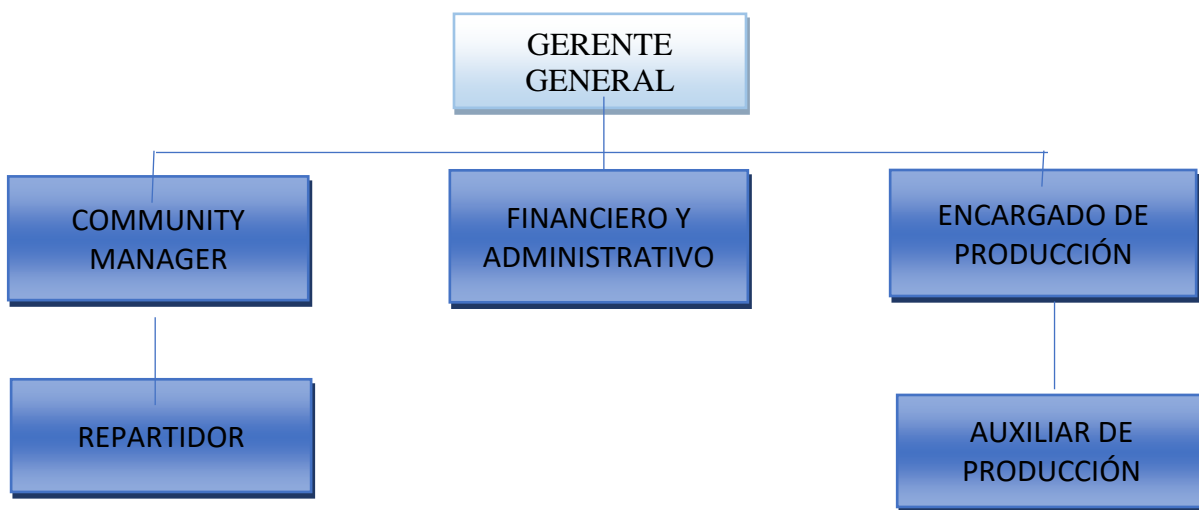 GERENTE
GENERAL
COMMUNITY
MANAGER
FINANCIERO Y
ADMINISTRATIVO
ENCARGADO DE
PRODUCCIÓN
REPARTIDOR
AUXILIAR DE
PRODUCCIÓN